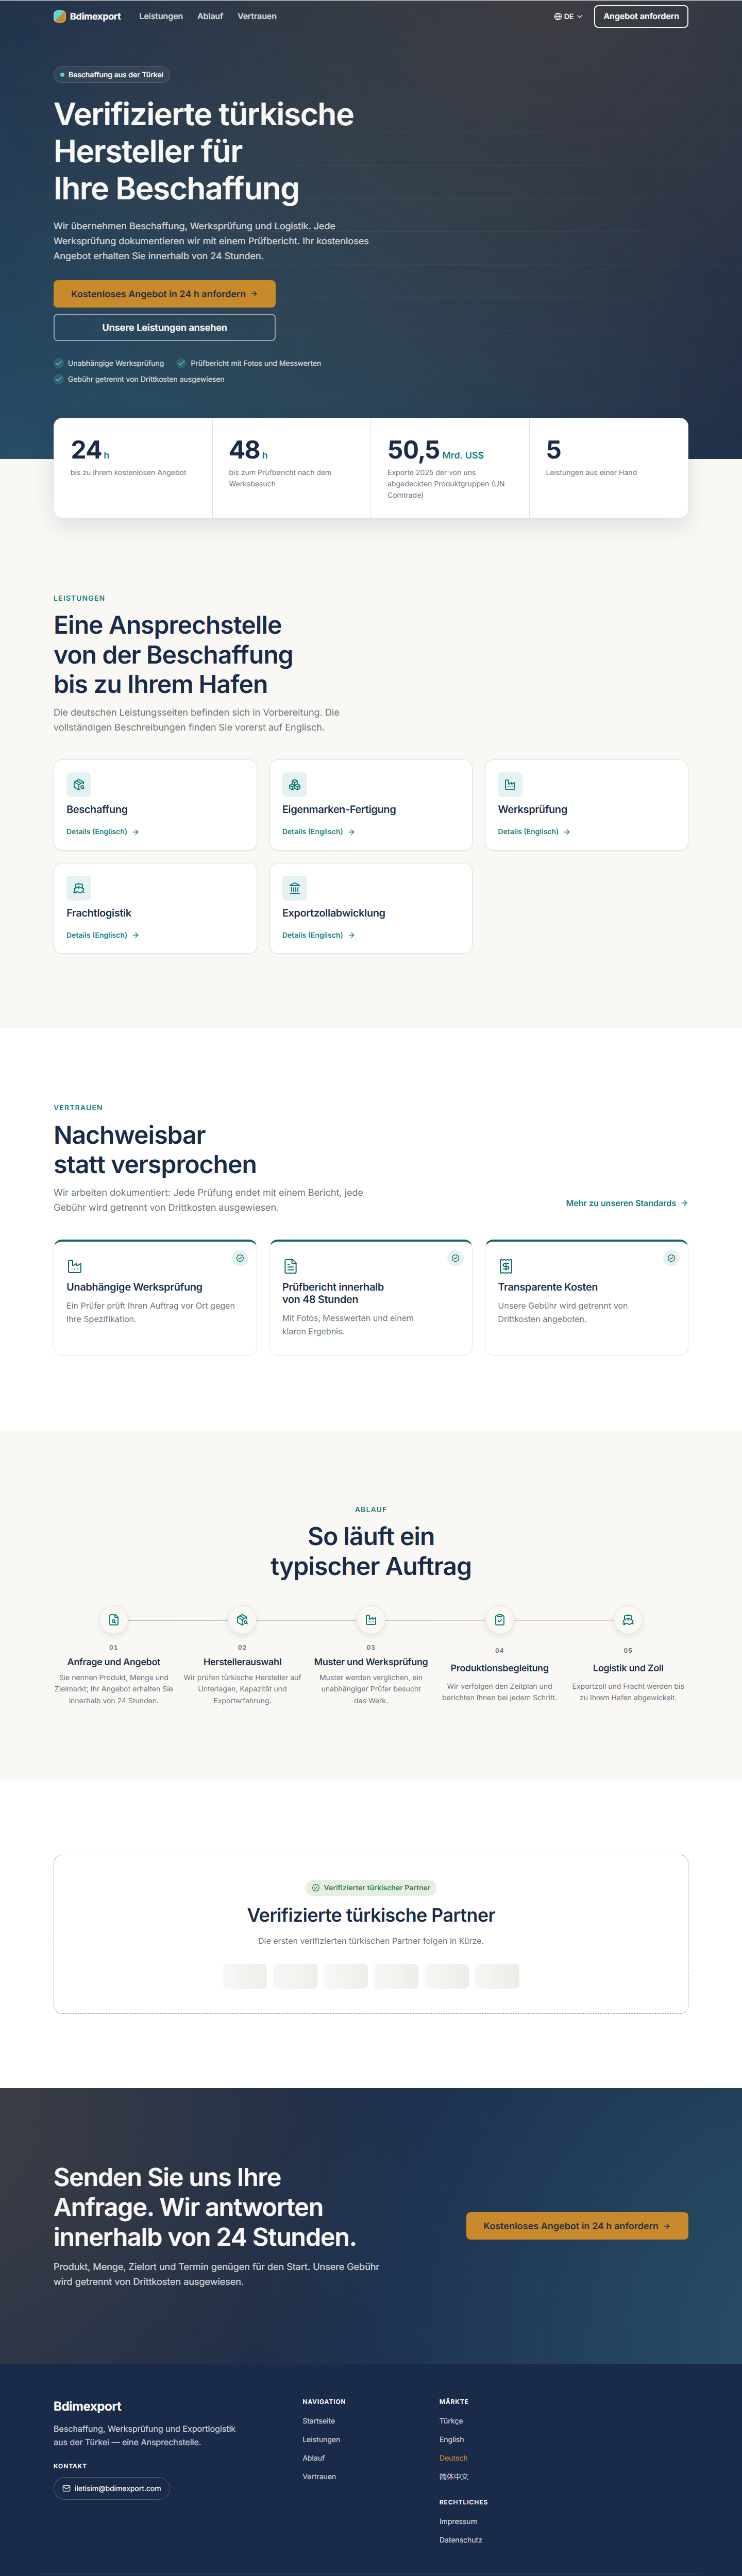 Bdimexport
Leistungen
Ablauf
Vertrauen
DE
Angebot anfordern
Beschaffung aus der Türkei
Verifizierte türkische
Hersteller für
Ihre Beschaffung
Wir übernehmen Beschaffung, Werksprüfung und Logistik. Jede
Werksprüfung dokumentieren wir mit einem Prüfbericht. Ihr kostenloses
Angebot erhalten Sie innerhalb von 24 Stunden.
Kostenloses Angebot in 24 h anfordern
Unsere Leistungen ansehen
Unabhängige Werksprüfung
Prüfbericht mit Fotos und Messwerten
Gebühr getrennt von Drittkosten ausgewiesen
24 h
bis zu Ihrem kostenlosen Angebot
48 h
bis zum Prüfbericht nach dem
Werksbesuch
50,5 Mrd. US$
Exporte 2025 der von uns
abgedeckten Produktgruppen (UN
Comtrade)
5
Leistungen aus einer Hand
LEISTUNGEN
Eine Ansprechstelle
von der Beschaffung
bis zu Ihrem Hafen
Die deutschen Leistungsseiten befinden sich in Vorbereitung. Die
vollständigen Beschreibungen finden Sie vorerst auf Englisch.
Beschaffung
Details (Englisch)
Eigenmarken-Fertigung
Details (Englisch)
Werksprüfung
Details (Englisch)
Frachtlogistik
Details (Englisch)
Exportzollabwicklung
Details (Englisch)
VERTRAUEN
Nachweisbar
statt versprochen
Wir arbeiten dokumentiert: Jede Prüfung endet mit einem Bericht, jede
Gebühr wird getrennt von Drittkosten ausgewiesen.
Mehr zu unseren Standards
Unabhängige Werksprüfung
Ein Prüfer prüft Ihren Auftrag vor Ort gegen
Ihre Spezifikation.
Prüfbericht innerhalb
von 48 Stunden
Mit Fotos, Messwerten und einem
klaren Ergebnis.
Transparente Kosten
Unsere Gebühr wird getrennt von
Drittkosten angeboten.
ABLAUF
So läuft ein
typischer Auftrag
01
Anfrage und Angebot
Sie nennen Produkt, Menge und
Zielmarkt; Ihr Angebot erhalten Sie
innerhalb von 24 Stunden.
02
Herstellerauswahl
Wir prüfen türkische Hersteller auf
Unterlagen, Kapazität und
Exporterfahrung.
03
Muster und Werksprüfung
Muster werden verglichen, ein
unabhängiger Prüfer besucht
das Werk.
04
Produktionsbegleitung
Wir verfolgen den Zeitplan und
berichten Ihnen bei jedem Schritt.
05
Logistik und Zoll
Exportzoll und Fracht werden bis
zu Ihrem Hafen abgewickelt.
Verifizierter türkischer Partner
Verifizierte türkische Partner
Die ersten verifizierten türkischen Partner folgen in Kürze.
Senden Sie uns Ihre
Anfrage. Wir antworten
innerhalb von 24 Stunden.
Produkt, Menge, Zielort und Termin genügen für den Start. Unsere Gebühr
wird getrennt von Drittkosten ausgewiesen.
Kostenloses Angebot in 24 h anfordern
Bdimexport
Beschaffung, Werksprüfung und Exportlogistik
aus der Türkei — eine Ansprechstelle.
KONTAKT
iletisim@bdimexport.com
NAVIGATION
Startseite
Leistungen
Ablauf
Vertrauen
MÄRKTE
Türkçe
English
Deutsch
简体中文
RECHTLICHES
Impressum
Datenschutz